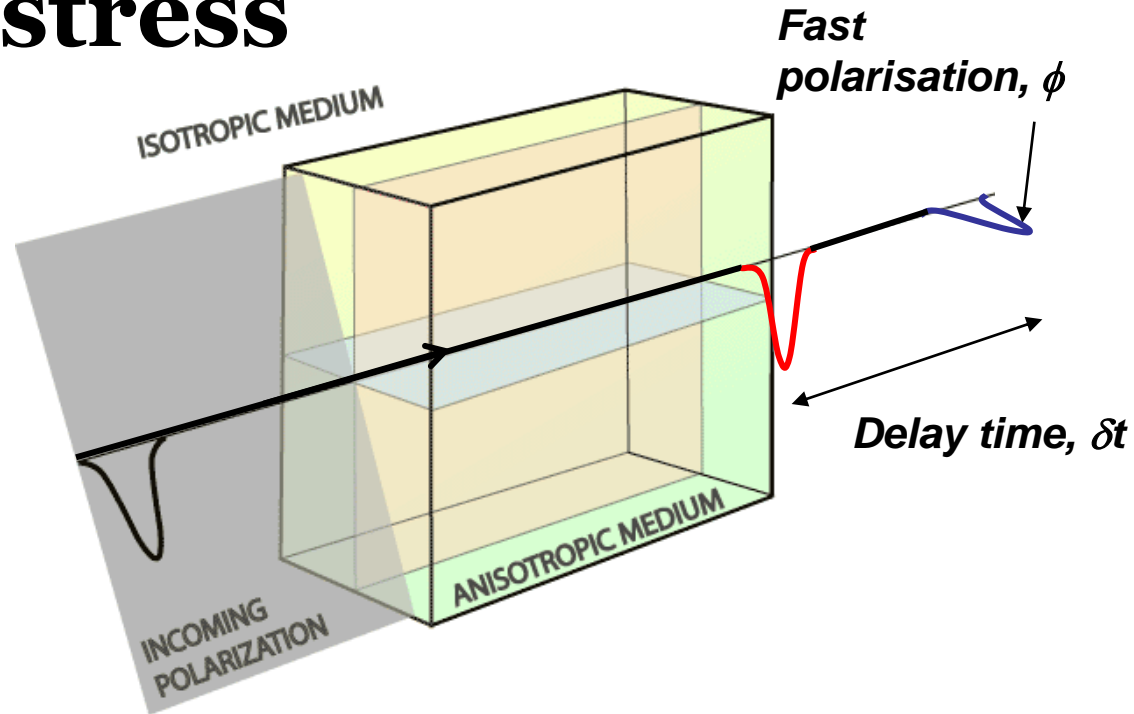 stress
Fast
polarisation, ϕ
ISOTROPIC MEDIUM
Delay time, δt
ANISOTROPIC MEDIUM
INCOMING
POLARIZATION